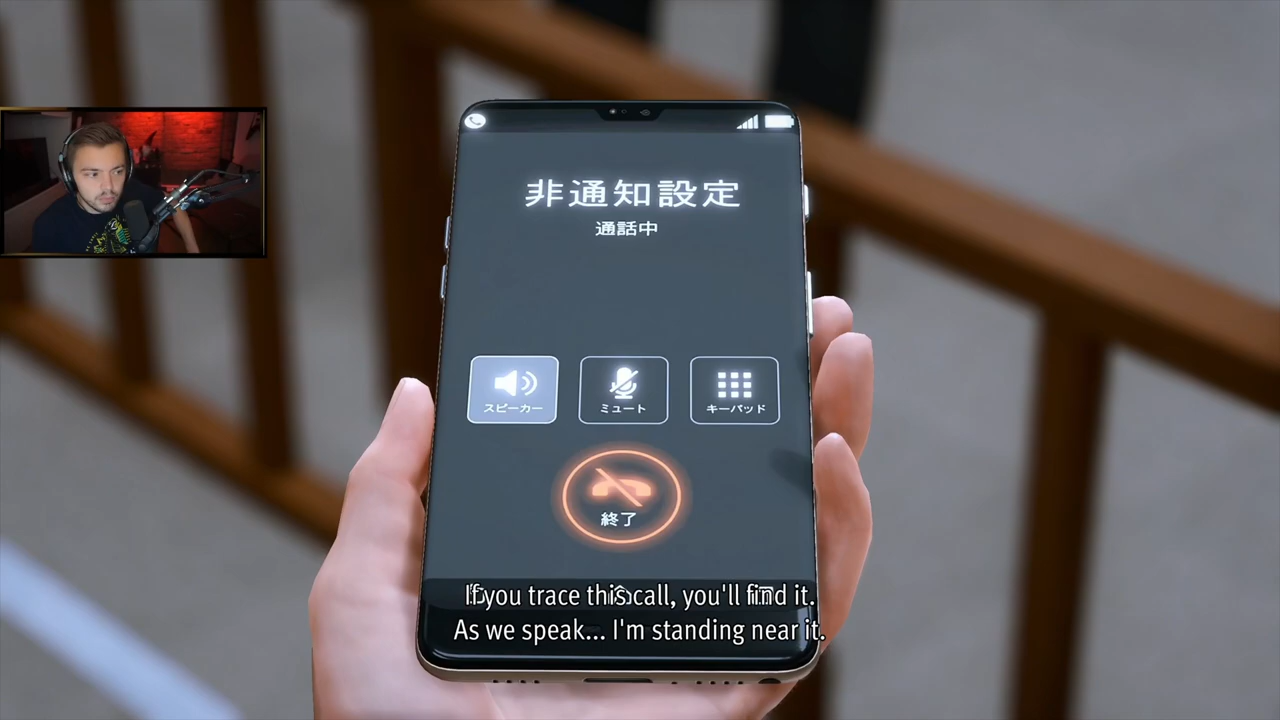 非通知設定
通話中
スピーカー
ミュート
キーパッド
終了
If you trace this call, you'll find it.
As we speak... I'm standing near it.